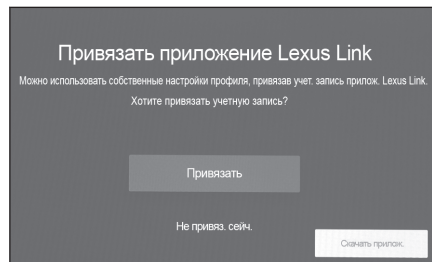 Привязать приложение Lexus Link
Можно использовать собственные настройки профиля, привязав учет. запись прилож. Lexus Link.
Хотите привязать учетную запись?
Привязать
Не привяз. сейч.
Скачать прилож.